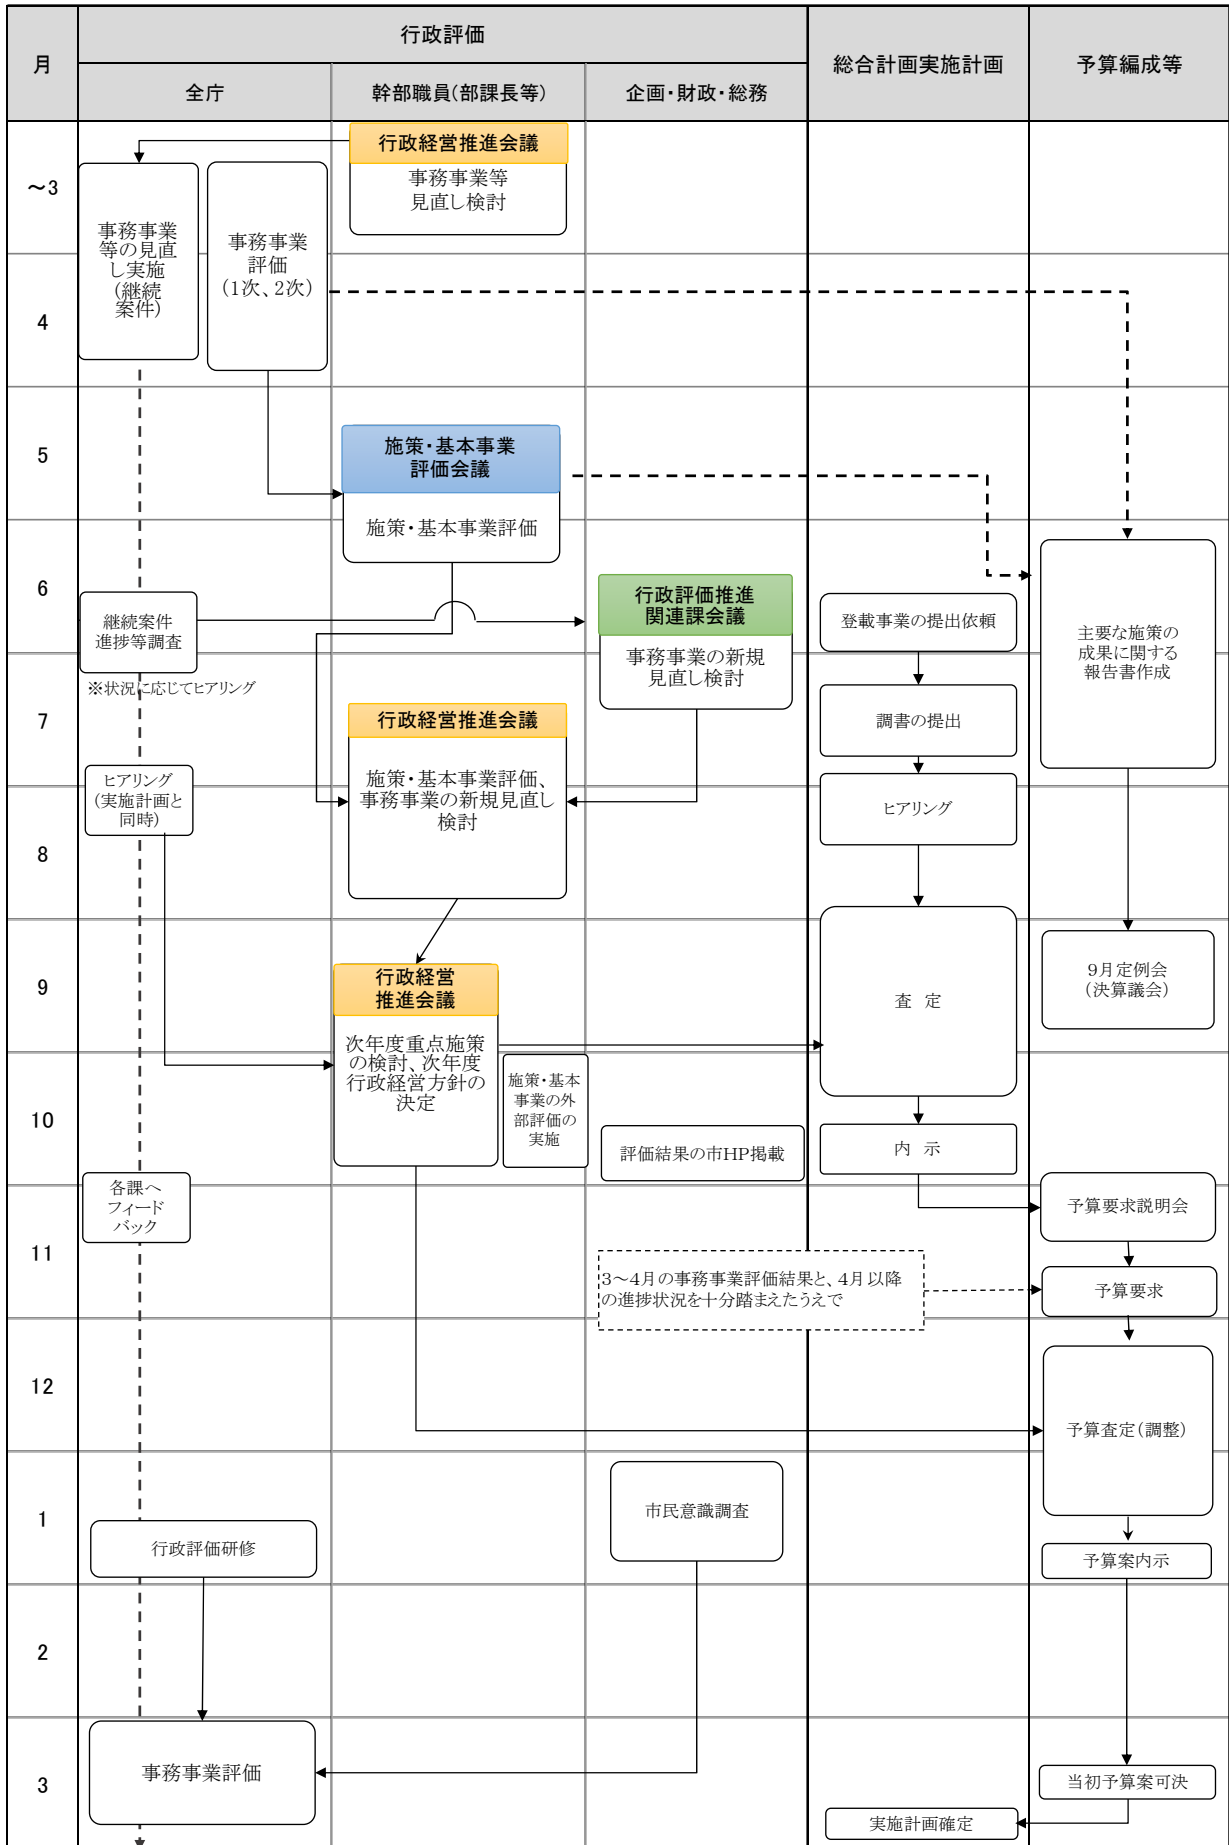 月
行政評価
総合計画実施計画
予算編成等
全庁
幹部職員(部課長等)
企画・財政・総務
～3
行政経営推進会議
事務事業等
見直し検討
事務事業
等の見直
し実施
(継続
案件)
事務事業
評価
(1次、2次)
4
5
施策・基本事業
評価会議
施策・基本事業評価
6
継続案件
進捗等調査
※状況に応じてヒアリング
行政評価推進
関連課会議
事務事業の新規
見直し検討
登載事業の提出依頼
主要な施策の
成果に関する
報告書作成
7
行政経営推進会議
施策・基本事業評価、
事務事業の新規見直し
検討
調書の提出
ヒアリング
(実施計画と
同時)
ヒアリング
8
9
行政経営
推進会議
次年度重点施策
の検討、次年度
行政経営方針の
決定
査 定
9月定例会
(決算議会)
10
施策・基本
事業の外
部評価の
実施
評価結果の市HP掲載
内 示
各課へ
フィード
バック
予算要求説明会
11
3～4月の事務事業評価結果と、4月以降
の進捗状況を十分踏まえたうえで
予算要求
12
予算査定(調整)
1
行政評価研修
市民意識調査
予算案内示
2
3
事務事業評価
当初予算案可決
実施計画確定